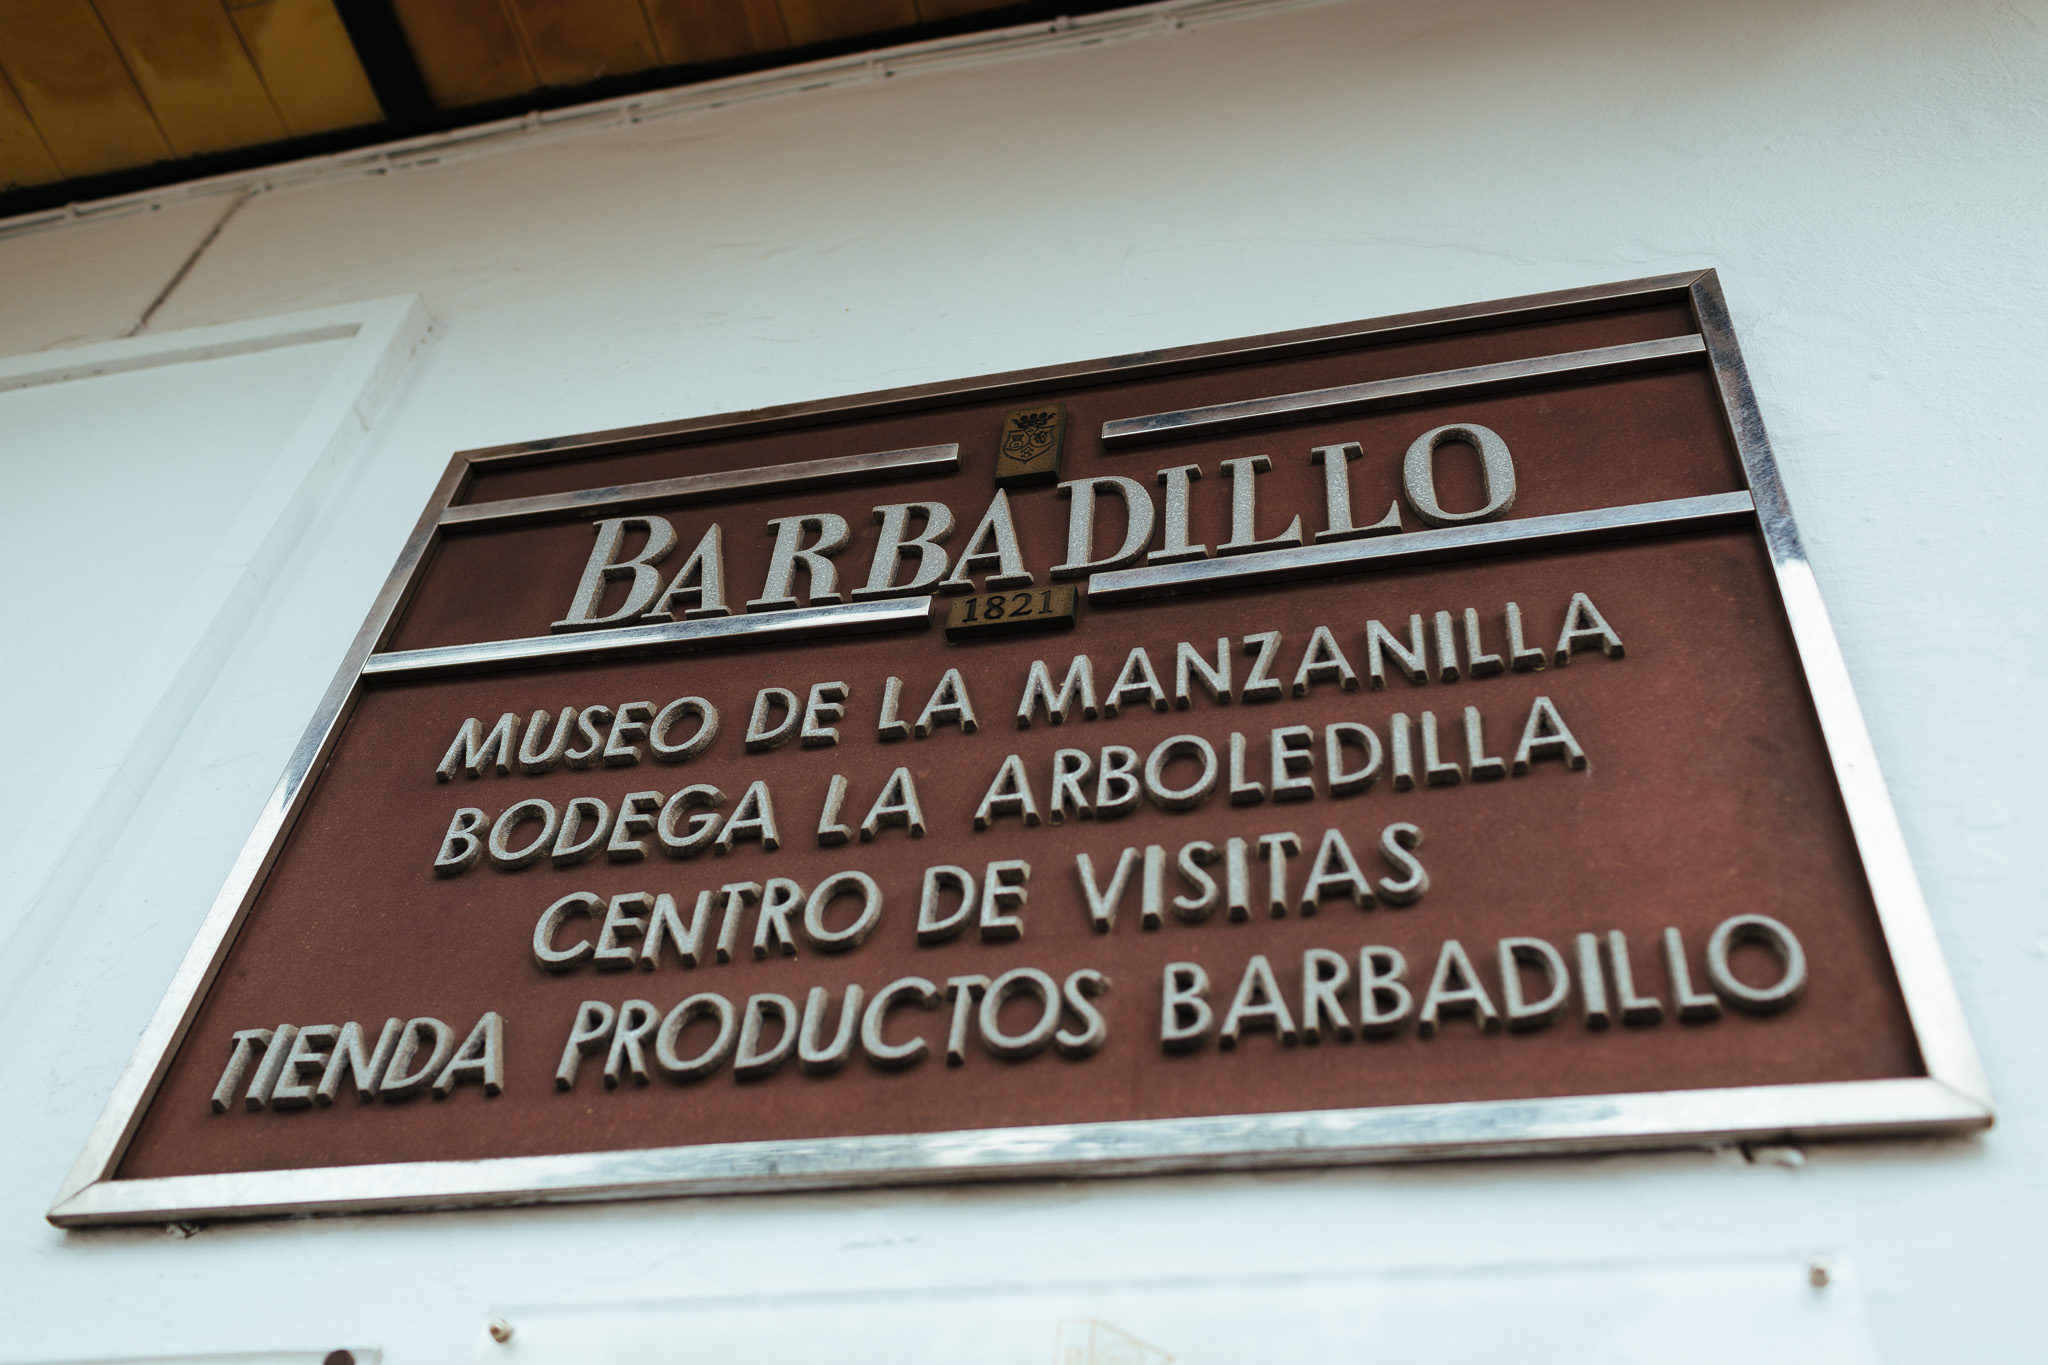 BARBADILLO
1821
MUSEO DE LA MANZANILLA
BODEGA LA ARBOLEDILLA
CENTRO DE VISITAS
TIENDA PRODUCTOS BARBADILLO